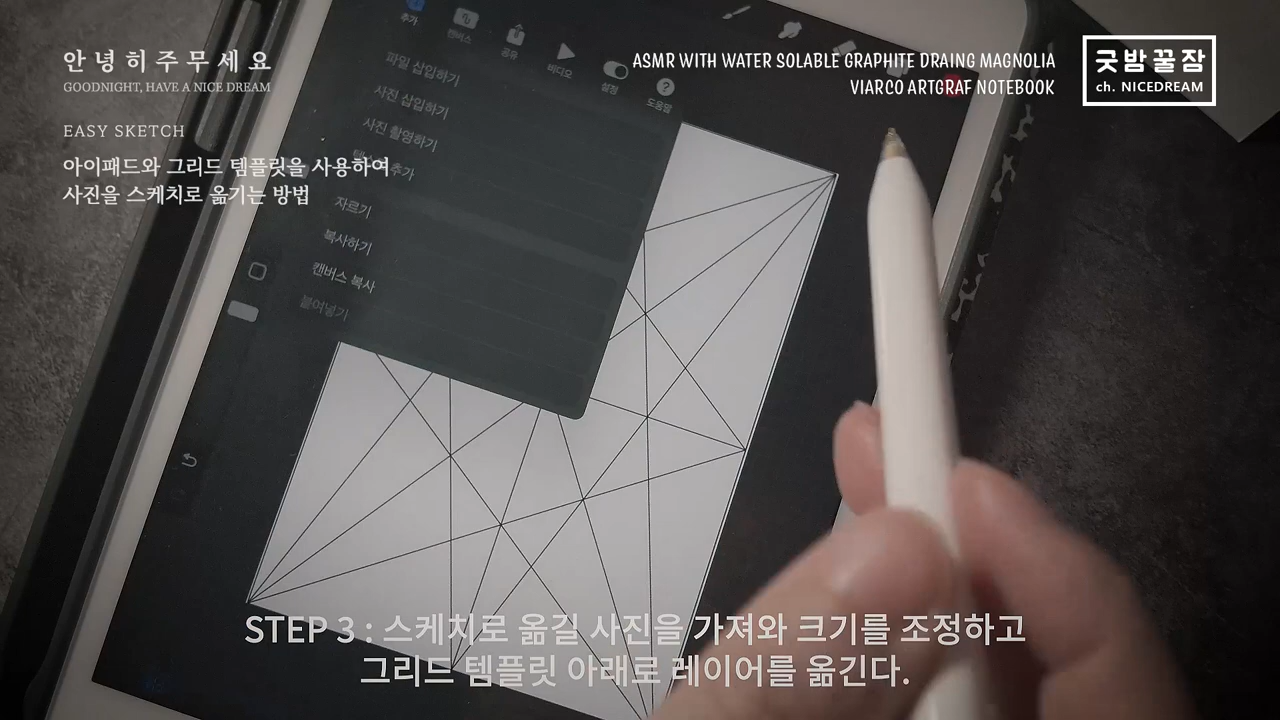 안녕히주무세요
GOODNIGHT, HAVE A NICE DREAM
EASY SKETCH
아이패드와 그리드 템플릿을 사용하여
사진을 스케치로 옮기는 방법
ASMR WITH WATER SOLABLE GRAPHITE DRAING MAGNOLIA
VIARCO ARTGRAF NOTEBOOK
굿밤꿀잠
ch. NICEDREAM
추가
캔버스
공유
비디오
설정
도움말
파일 삽입하기
사진 삽입하기
사진 촬영하기
추가
자르기
복사하기
캔버스 복사
붙여넣기
STEP 3 : 스케치로 옮길 사진을 가져와 크기를 조정하고
그리드 템플릿 아래로 레이어를 옮긴다.